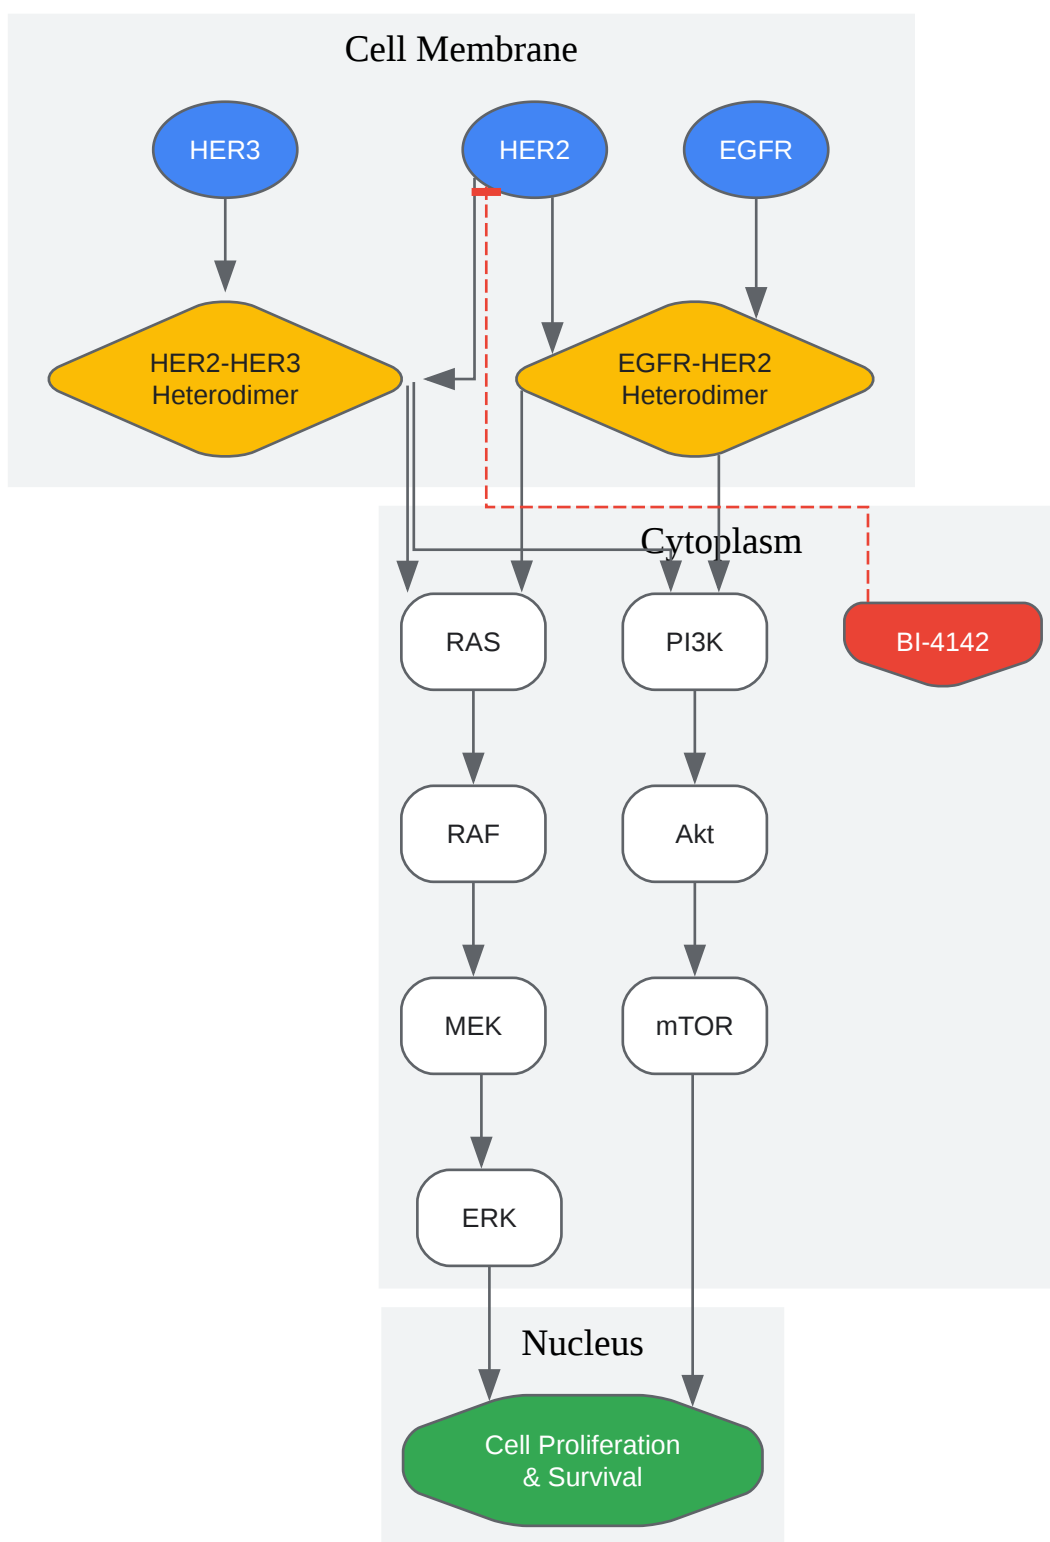 Cell Membrane
HER3
HER2
EGFR
HER2-HER3
Heterodimer
EGFR-HER2
Heterodimer
Cytoplasm
RAS
PI3K
BI-4142
RAF
Akt
MEK
mTOR
ERK
Nucleus
Cell Proliferation
& Survival